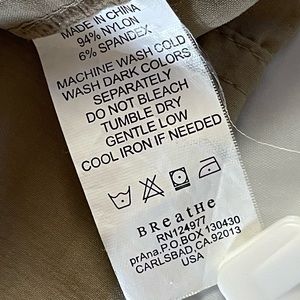 MADE IN CHINA
94% NYLON
6% SPANDEX
MACHINE WASH COLD
WASH DARK COLORS
SEPARATELY
DO NOT BLEACH
TUMBLE DRY
GENTLE LOW
COOL IRON IF NEEDED
BReatHe
RN124977
prAna.P.O.BOX 130430
CARLSBAD,CA.92013
USA